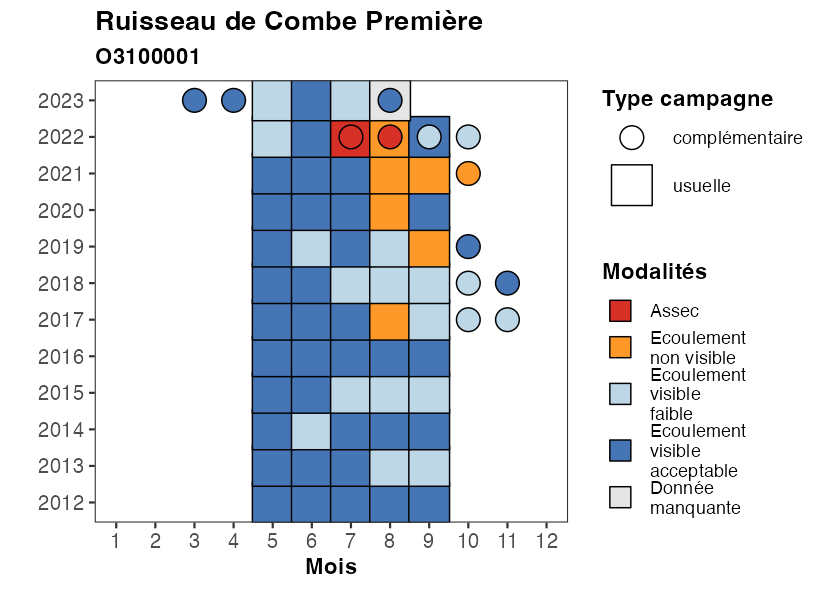 Ruisseau de Combe Première
O3100001
2023
2022
2021
2020
2019
2018
2017
2016
2015
2014
2013
2012
1 2 3 4 5 6 7 8 9 10 11 12
Mois
Type campagne
complémentaire
usuelle
Modalités
Assec
Ecoulement
non visible
Ecoulement
visible
faible
Ecoulement
visible
acceptable
Donnée
manquante